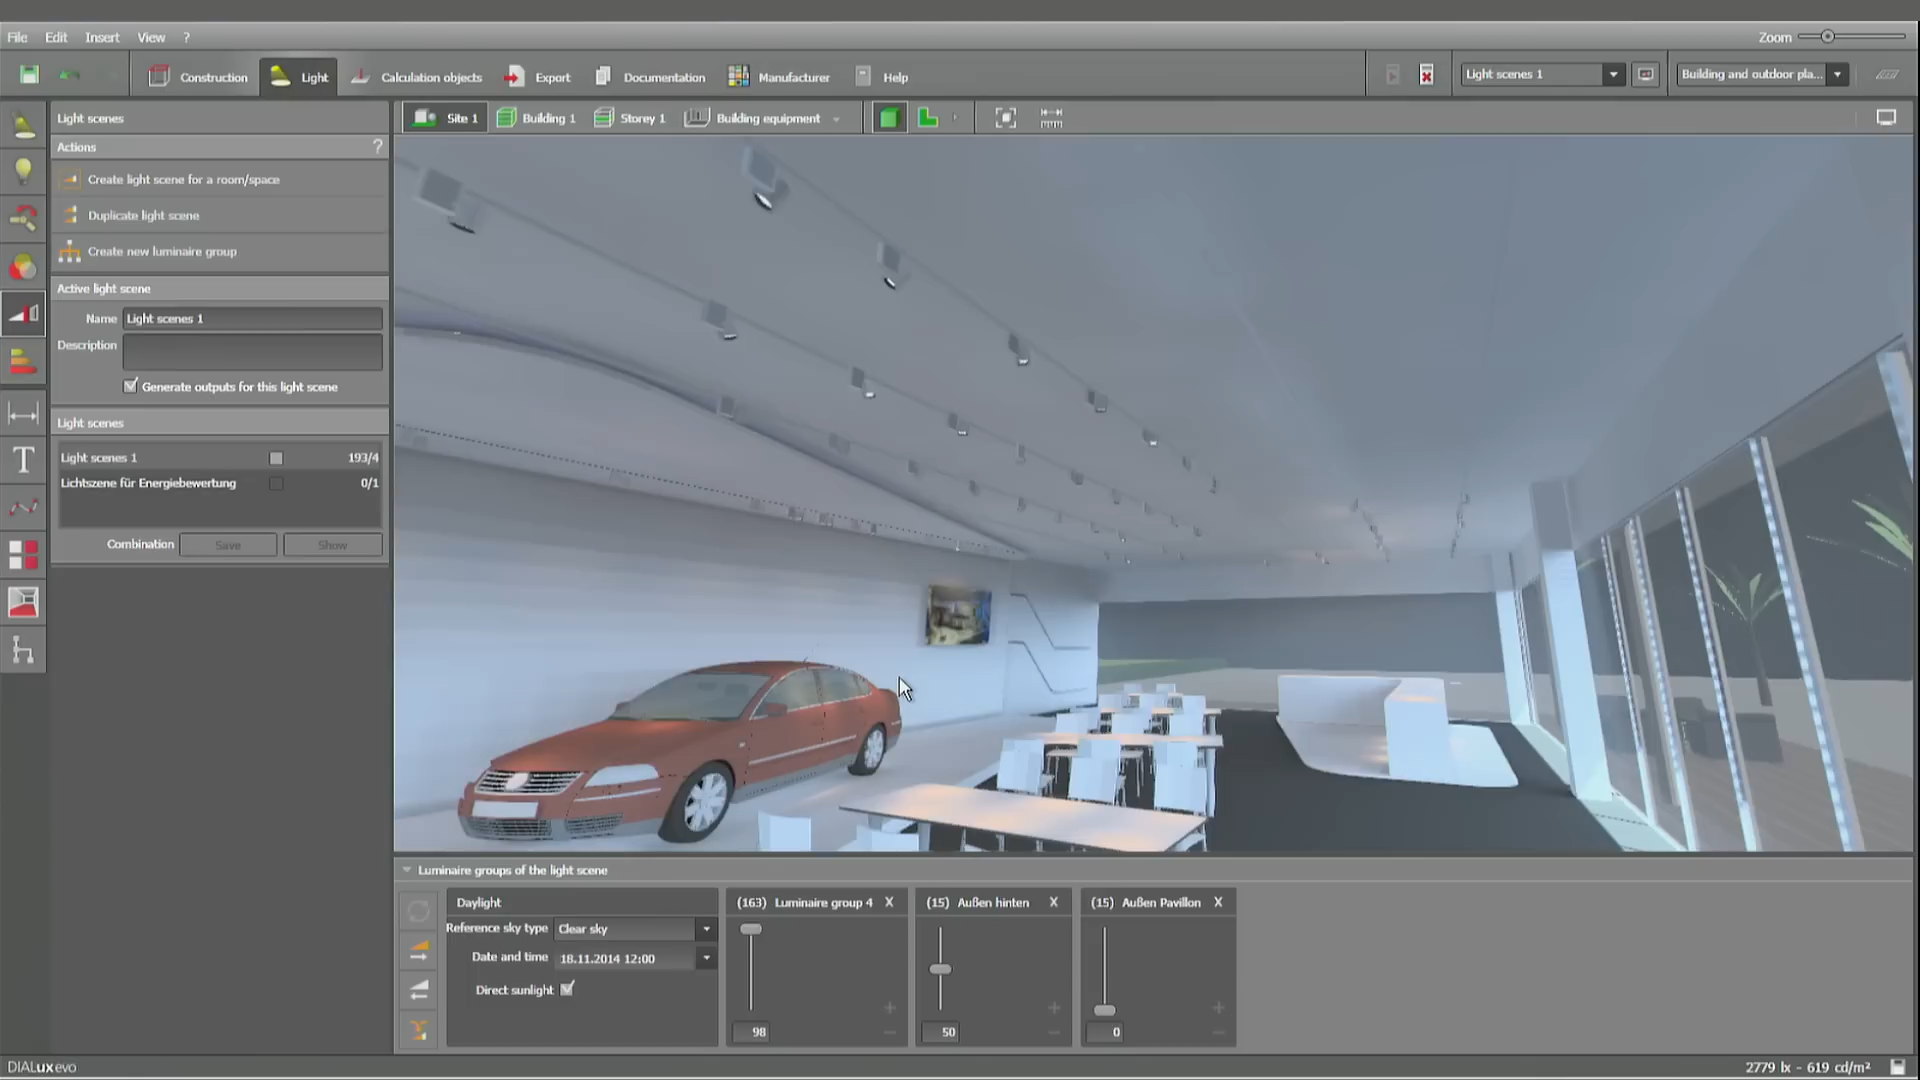 File Edit Insert View ?
Zoom
Construction Light Calculation objects Export Documentation Manufacturer Help
Light scenes 1
Building and outdoor pla...
Light scenes
Site 1 Building 1 Storey 1 Building equipment
Actions ?
Create light scene for a room/space
Duplicate light scene
Create new luminaire group
Active light scene
Name Light scenes 1
Description
Generate outputs for this light scene
Light scenes
Light scenes 1 193/4
Lichtszene für Energiebewertung 0/1
Combination Save Show
Luminaire groups of the light scene
Daylight
Reference sky type Clear sky
Date and time 18.11.2014 12:00
Direct sunlight
(163) Luminaire group 4 X
98
(15) Außen hinten X
50
(15) Außen Pavillon X
0
DIALux evo
2779 lx - 619 cd/m²